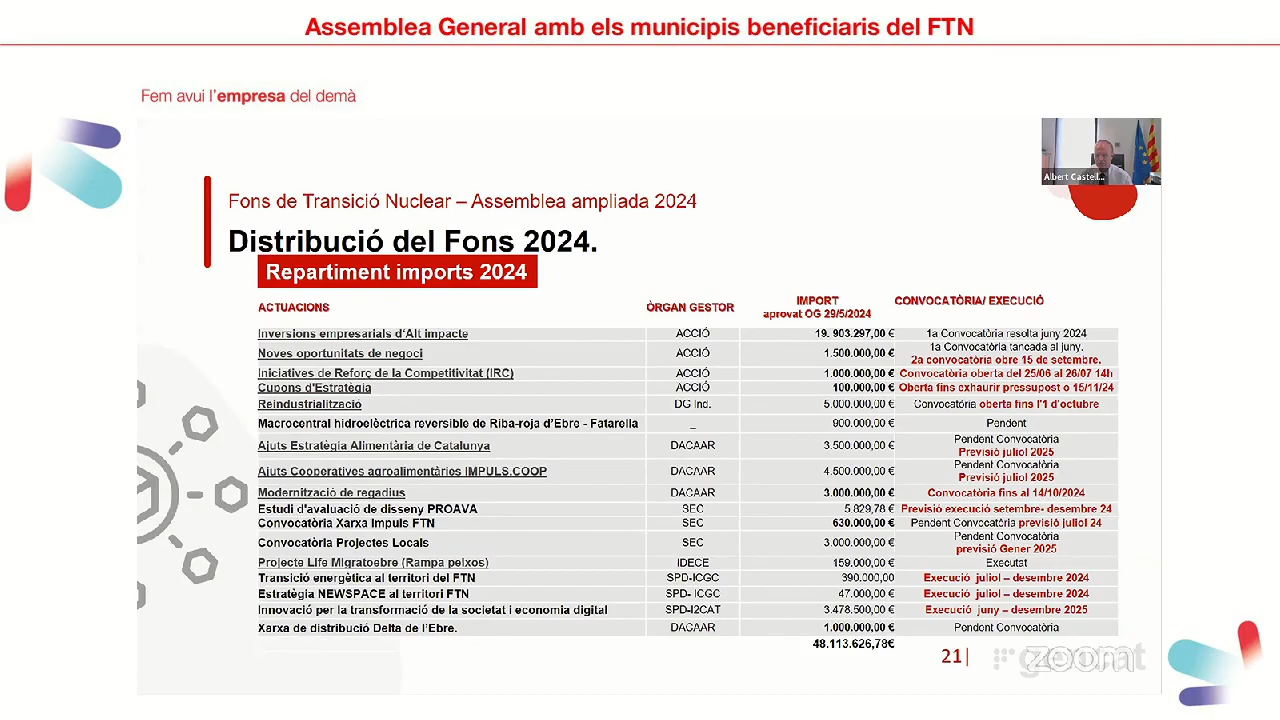 Assemblea General amb els municipis beneficiaris del FTN
Fem avui l'empresa del demà
Albert Castell...
Fons de Transició Nuclear – Assemblea ampliada 2024
Distribució del Fons 2024.
Repartiment imports 2024
ACTUACIONS ÒRGAN GESTOR IMPORT aprovat OG 29/5/2024 CONVOCATÒRIA/ EXECUCIÓ
Inversions empresarials d'Alt impacte ACCIÓ 19. 903.297,00 € 1a Convocatòria resolta juny 2024
Noves oportunitats de negoci ACCIÓ 1.500.000,00 € 1a Convocatòria tancada al juny. 2a convocatòria obre 15 de setembre.
Iniciatives de Reforç de la Competitivitat (IRC) ACCIÓ 1.000.000,00 € Convocatòria oberta del 25/06 al 26/07 14h
Cupons d'Estratègia ACCIÓ 100.000,00 € Oberta fins exhaurir pressupost o 15/11/24
Reindustrialització DG Ind. 5.000.000,00 € Convocatòria oberta fins l'1 d'octubre
Macrocentral hidroelèctrica reversible de Riba-roja d'Ebre - Fatarella _ 900.000,00 € Pendent
Ajuts Estratègia Alimentària de Catalunya DACAAR 3.500.000,00 € Pendent Convocatòria Previsió juliol 2025
Ajuts Cooperatives agroalimentàries IMPULS.COOP DACAAR 4.500.000,00 € Pendent Convocatòria Previsió juliol 2025
Modernització de regadius DACAAR 3.000.000,00 € Convocatòria fins al 14/10/2024
Estudi d'avaluació de disseny PROAVA SEC 5.829,78 € Previsió execució setembre- desembre 24
Convocatòria Xarxa Impuls FTN SEC 630.000,00 € Pendent Convocatòria previsió juliol 24
Convocatòria Projectes Locals SEC 3.000.000,00 € Pendent Convocatòria previsió Gener 2025
Projecte Life Migratoebre (Rampa peixos) IDECE 159.000,00 € Executat
Transició energètica al territori del FTN SPD-ICGC 390.000,00 Execució juliol – desembre 2024
Estratègia NEWSPACE al territori FTN SPD- ICGC 47.000,00 € Execució juliol – desembre 2024
Innovació per la transformació de la societat i economia digital SPD-I2CAT 3.478.500,00 € Execució juny – desembre 2025
Xarxa de distribució Delta de l'Ebre. DACAAR 1.000.000,00 € Pendent Convocatòria
48.113.626,78€
21|
zoom